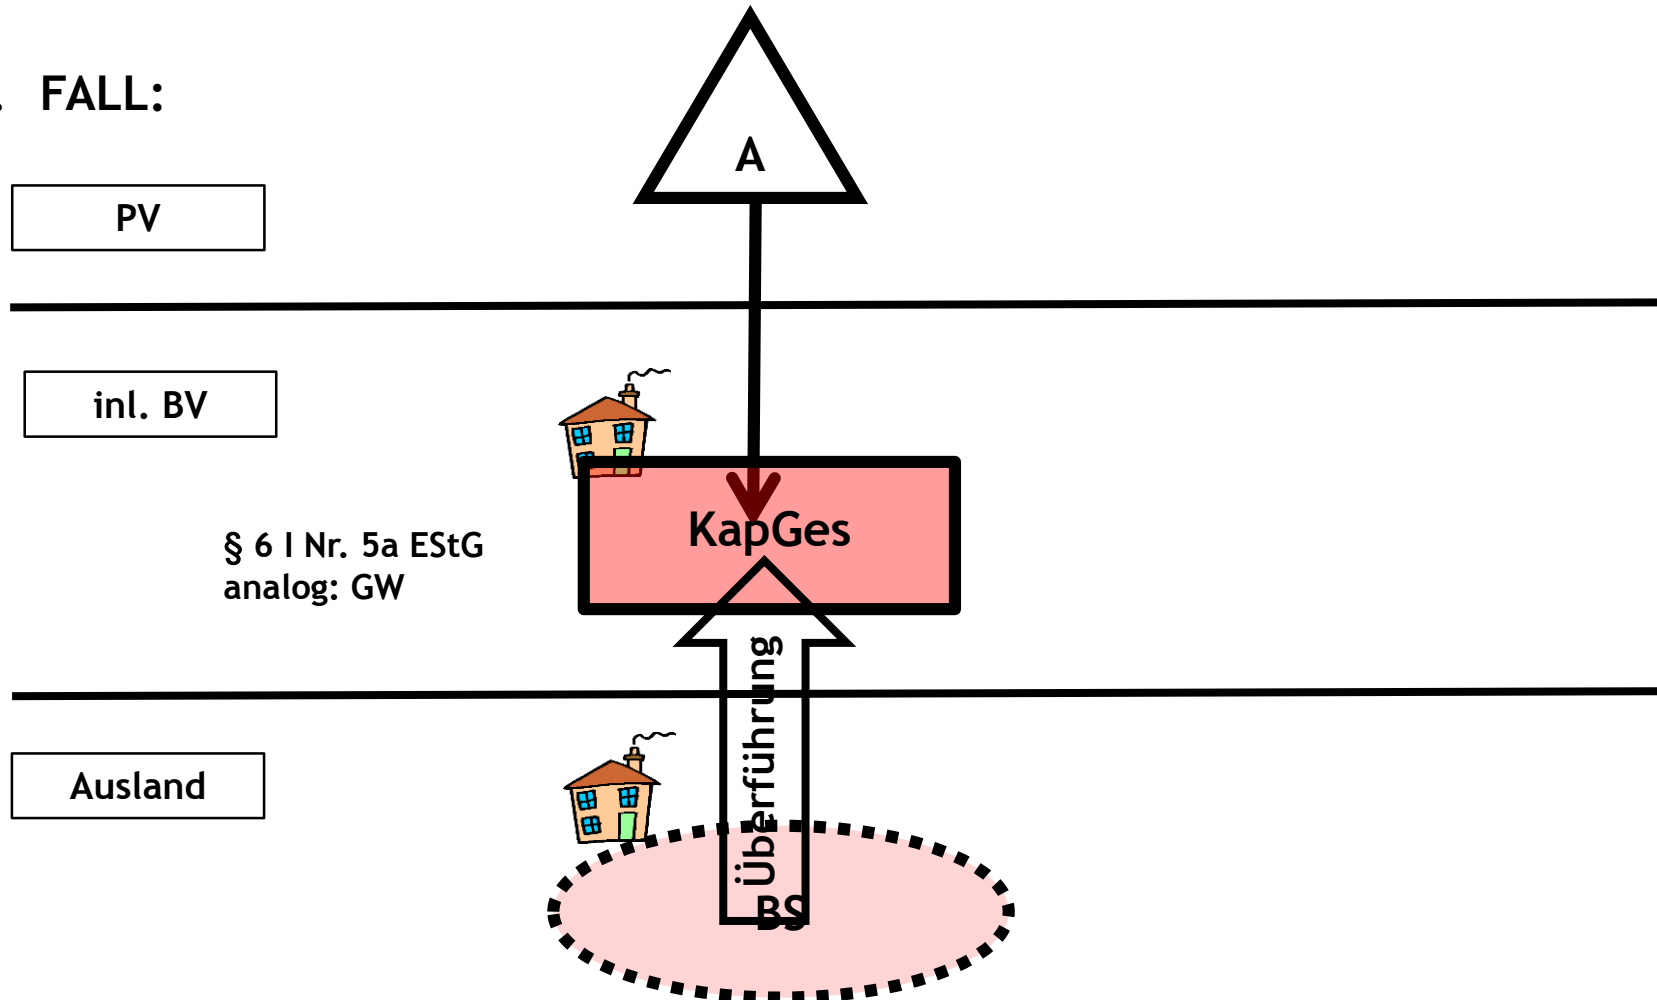 . FALL:
A
PV
inl. BV
KapGes
§ 6 I Nr. 5a EStG
analog: GW
Überführung
Ausland
BS